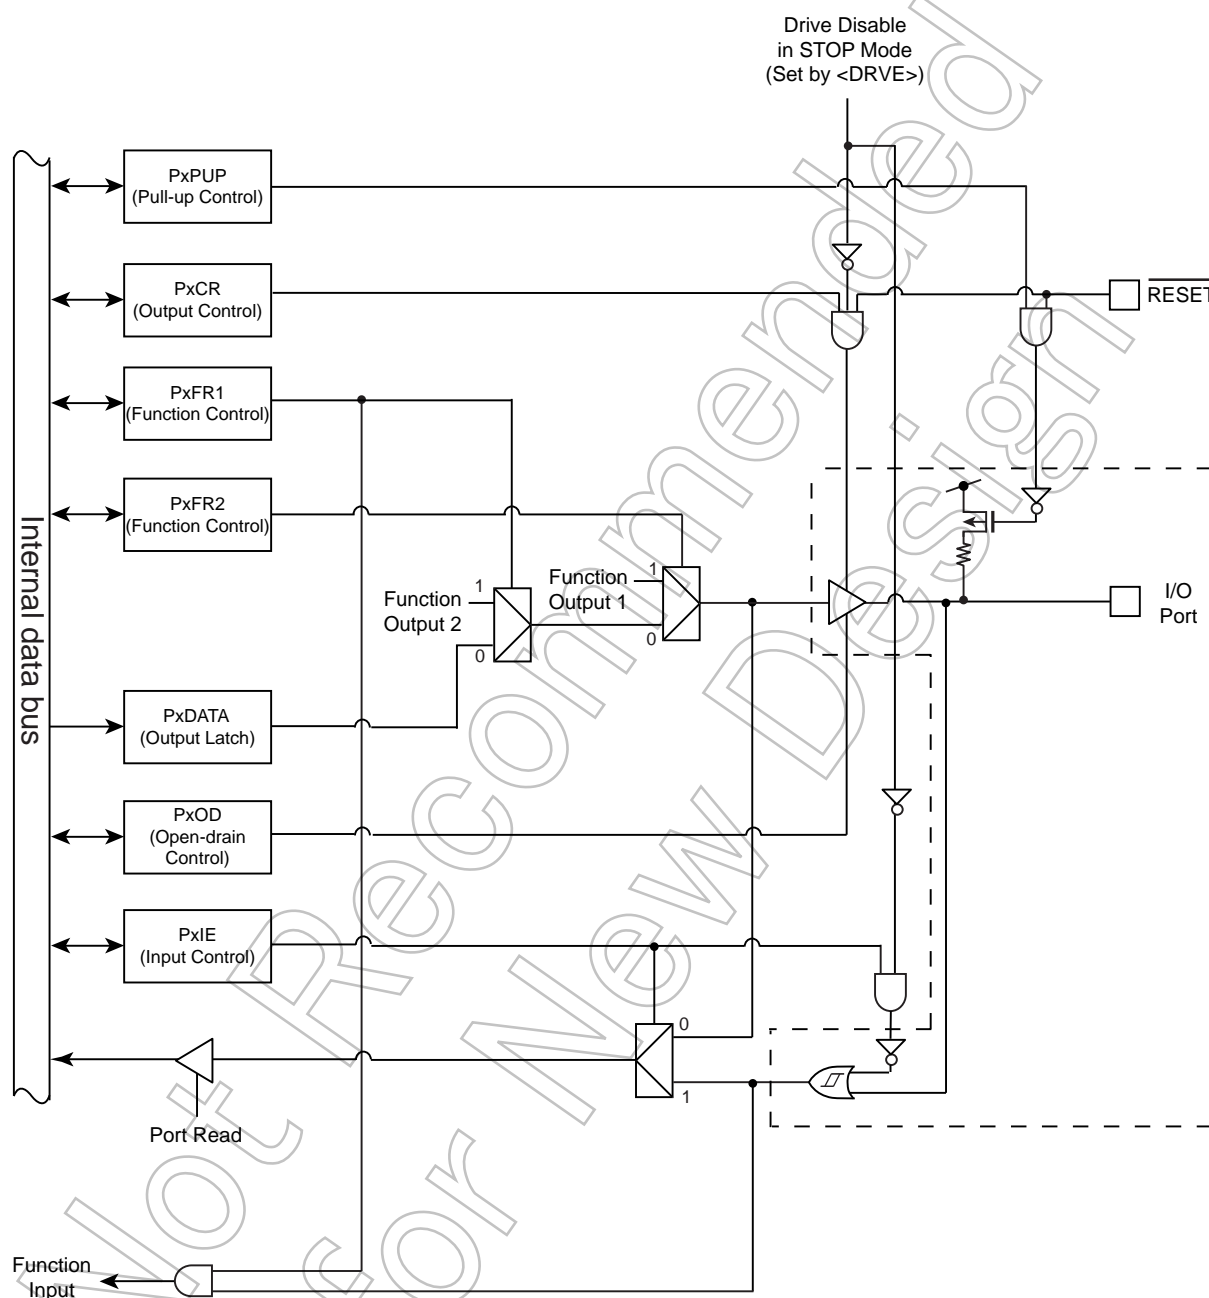 Drive Disable
in STOP Mode
(Set by <DRVE>)
PxPUP
(Pull-up Control)
PxCR
(Output Control)
RESET
PxFR1
(Function Control)
PxFR2
(Function Control)
Internal data bus
1
Function
Output 2
0
1
Function
Output 1
0
I/O
Port
PxDATA
(Output Latch)
PxOD
(Open-drain
Control)
PxIE
(Input Control)
0
1
Port Read
Function
Input
Not Recommended
for New Design